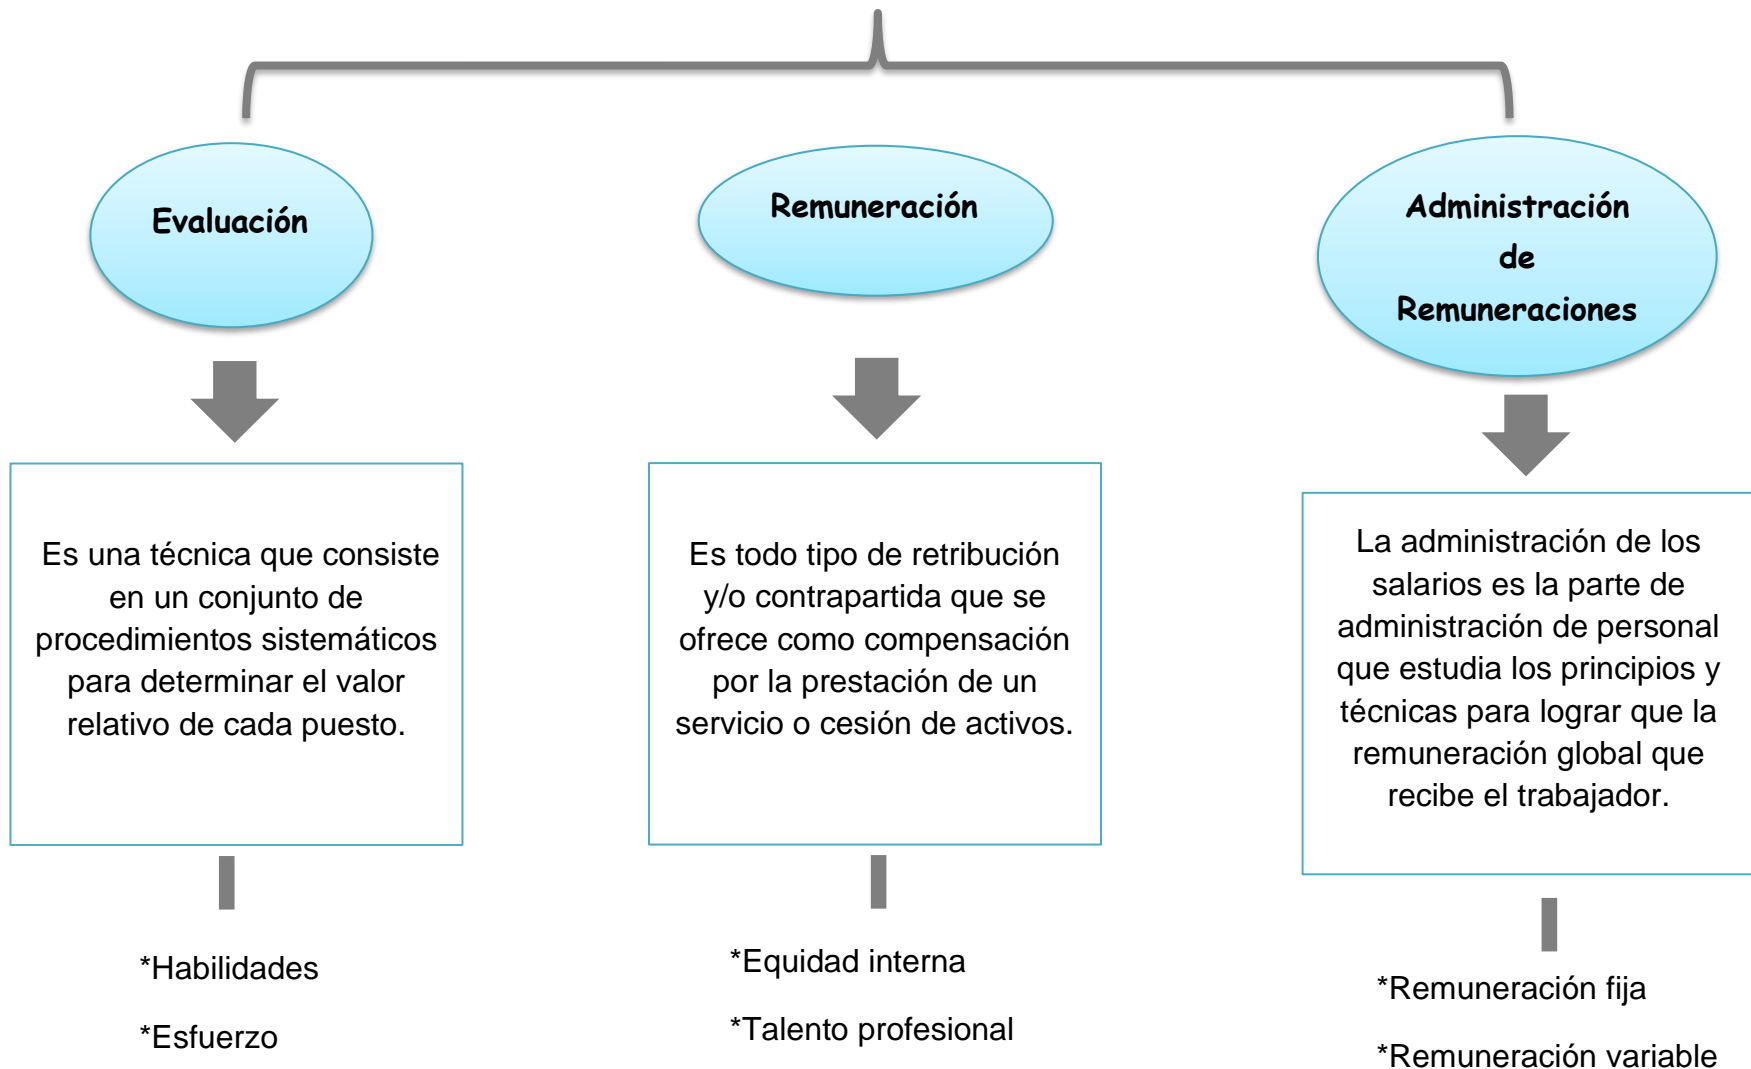 Evaluación
Es una técnica que consiste
en un conjunto de
procedimientos sistemáticos
para determinar el valor
relativo de cada puesto.
*Habilidades
*Esfuerzo
Remuneración
Es todo tipo de retribución
y/o contrapartida que se
ofrece como compensación
por la prestación de un
servicio o cesión de activos.
*Equidad interna
*Talento profesional
Administración
de
Remuneraciones
La administración de los
salarios es la parte de
administración de personal
que estudia los principios y
técnicas para lograr que la
remuneración global que
recibe el trabajador.
*Remuneración fija
*Remuneración variable